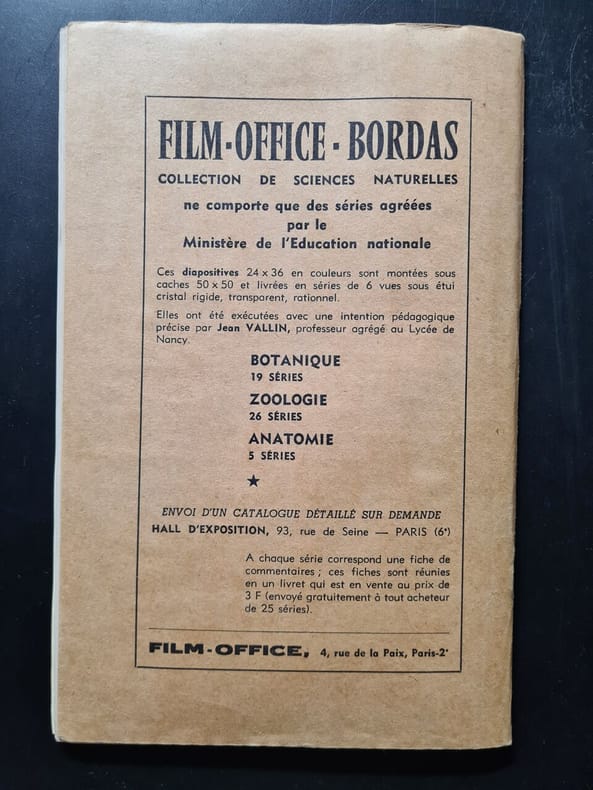 FILM-OFFICE - BORDAS
COLLECTION DE SCIENCES NATURELLES
ne comporte que des séries agréées
par le
Ministère de l'Education nationale
Ces diapositives 24 x 36 en couleurs sont montées sous
caches 50 x 50 et livrées en séries de 6 vues sous étui
cristal rigide, transparent, rationnel.
Elles ont été exécutées avec une intention pédagogique
précise par Jean VALLIN, professeur agrégé au Lycée de
Nancy.
BOTANIQUE
19 SÉRIES
ZOOLOGIE
26 SÉRIES
ANATOMIE
5 SÉRIES
★
ENVOI D'UN CATALOGUE DÉTAILLÉ SUR DEMANDE
HALL D'EXPOSITION, 93, rue de Seine — PARIS (6e)
A chaque série correspond une fiche de
commentaires ; ces fiches sont réunies
en un livret qui est en vente au prix de
3 F (envoyé gratuitement à tout acheteur
de 25 séries).
FILM-OFFICE, 4, rue de la Paix, Paris-2e